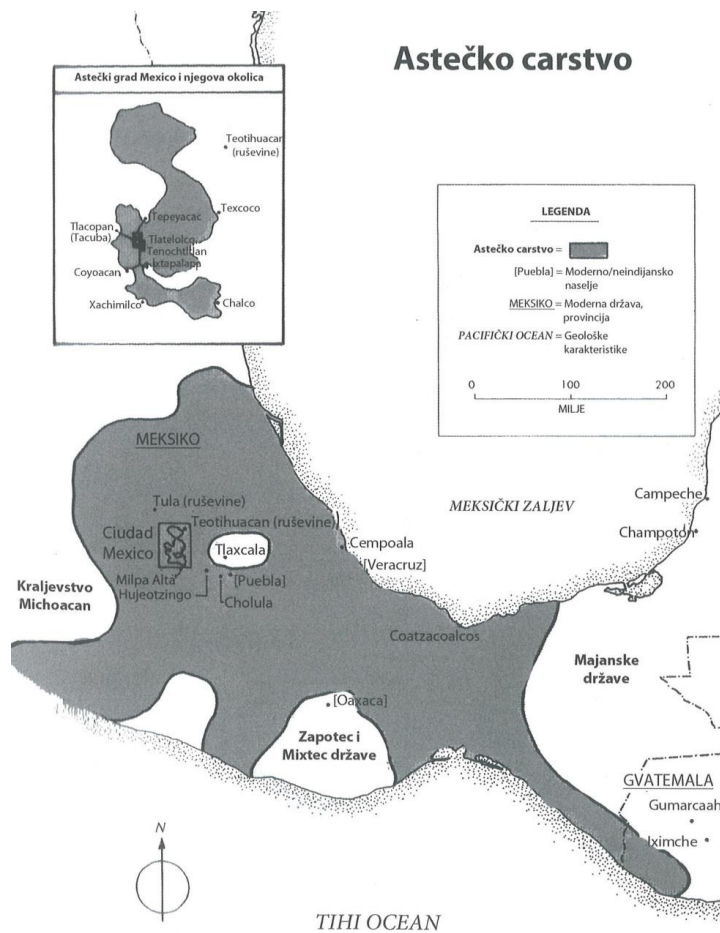 Astečko carstvo
Astečki grad Mexico i njegova okolica
Teotihuacan
(ruševine)
Texcoco
Tepeyacac
Tlacopan
(Tacuba)
Tlatelolco
Tenochtitlan
Ixtapalapa
Coyoacan
Xachimilco
Chalco
LEGENDA
Astečko carstvo =
[Puebla] = Moderno/neindijansko
naselje
MEKSIKO = Moderna država,
provincija
PACIFIČKI OCEAN = Geološke
karakteristike
0 100 200
MILJE
MEKSIKO
MEKSIČKI ZALJEV
Campeche
Champotón
Tula (ruševine)
Teotihuacan (ruševine)
Ciudad
Mexico
Tlaxcala
Cempoala
[Veracruz]
Milpa Alta
Hujeotzingo
[Puebla]
Cholula
Kraljevstvo
Michoacan
Coatzacoalcos
Majanske
države
[Oaxaca]
Zapotec i
Mixtec države
GVATEMALA
Gumarcaah
Iximche
N
TIHI OCEAN